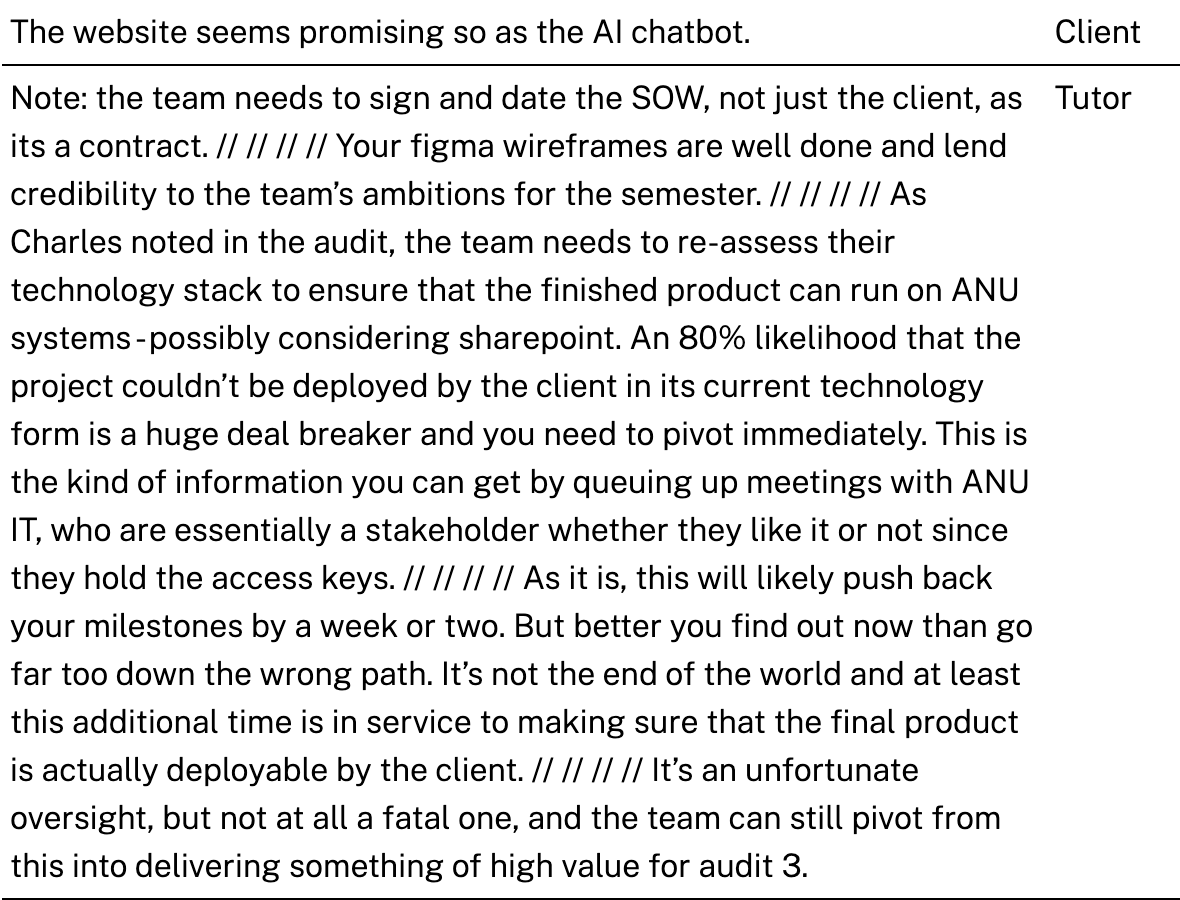 The website seems promising so as the AI chatbot. Client
Note: the team needs to sign and date the SOW, not just the client, as Tutor
its a contract. // // // // Your figma wireframes are well done and lend
credibility to the team’s ambitions for the semester. // // // // As
Charles noted in the audit, the team needs to re-assess their
technology stack to ensure that the finished product can run on ANU
systems-possibly considering sharepoint. An 80% likelihood that the
project couldn’t be deployed by the client in its current technology
form is a huge deal breaker and you need to pivot immediately. This is
the kind of information you can get by queuing up meetings with ANU
IT, who are essentially a stakeholder whether they like it or not since
they hold the access keys. // // // // As it is, this will likely push back
your milestones by a week or two. But better you find out now than go
far too down the wrong path. It’s not the end of the world and at least
this additional time is in service to making sure that the final product
is actually deployable by the client. // // // // It’s an unfortunate
oversight, but not at all a fatal one, and the team can still pivot from
this into delivering something of high value for audit 3.